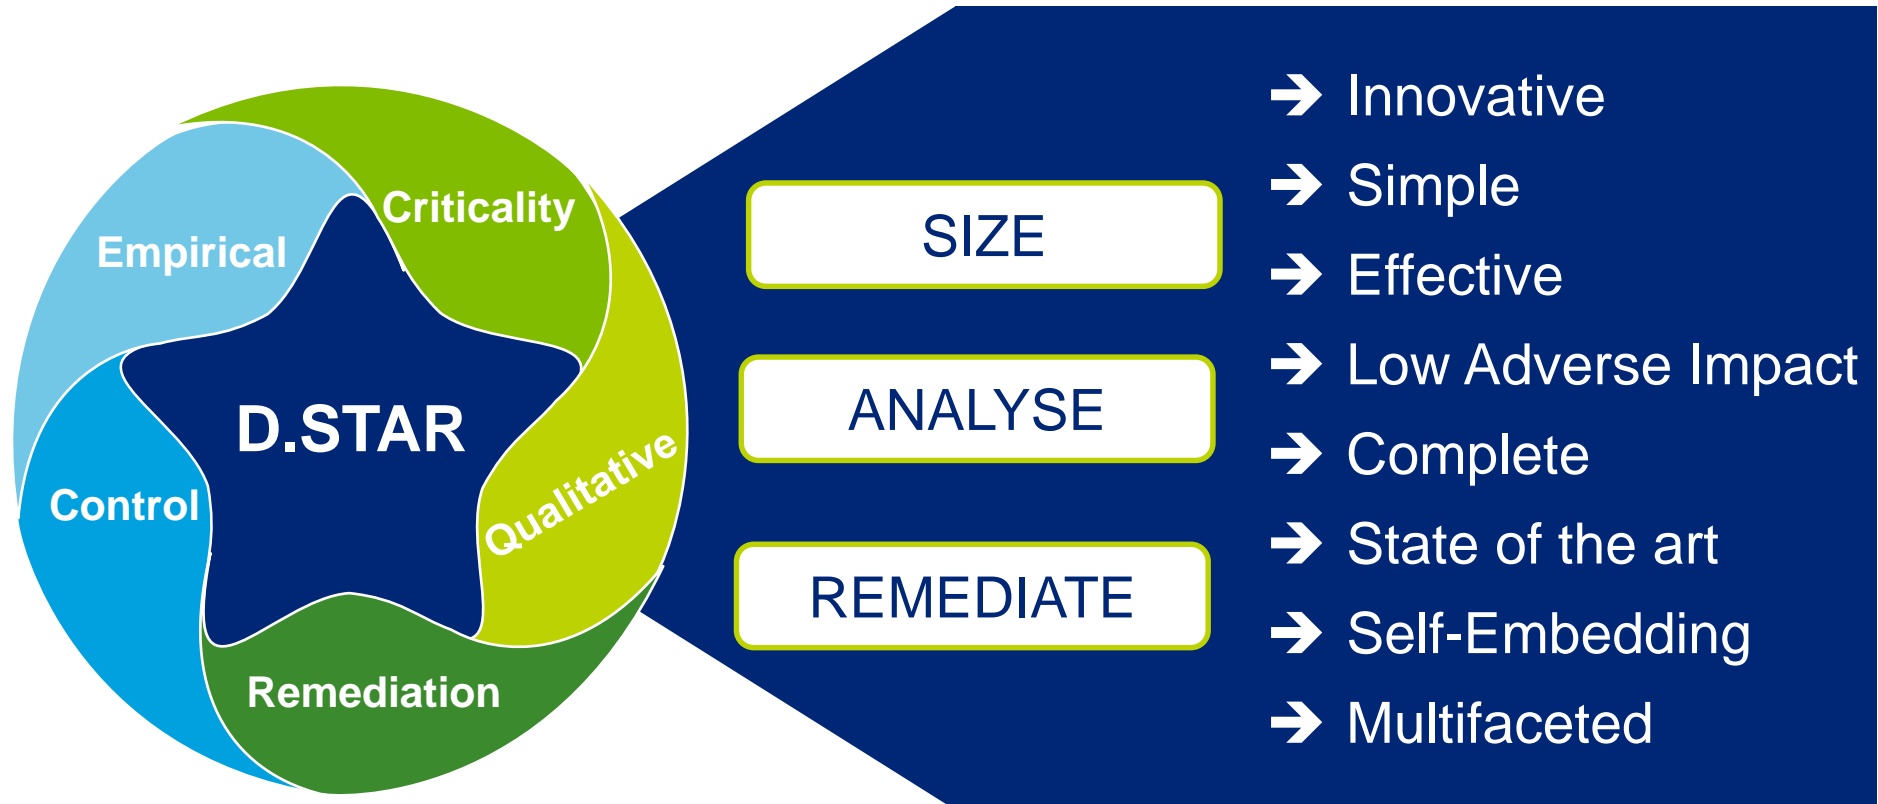 Criticality
Empirical
D.STAR
Qualitative
Control
Remediation
SIZE
ANALYSE
REMEDIATE
Innovative
Simple
Effective
Low Adverse Impact
Complete
State of the art
Self-Embedding
Multifaceted